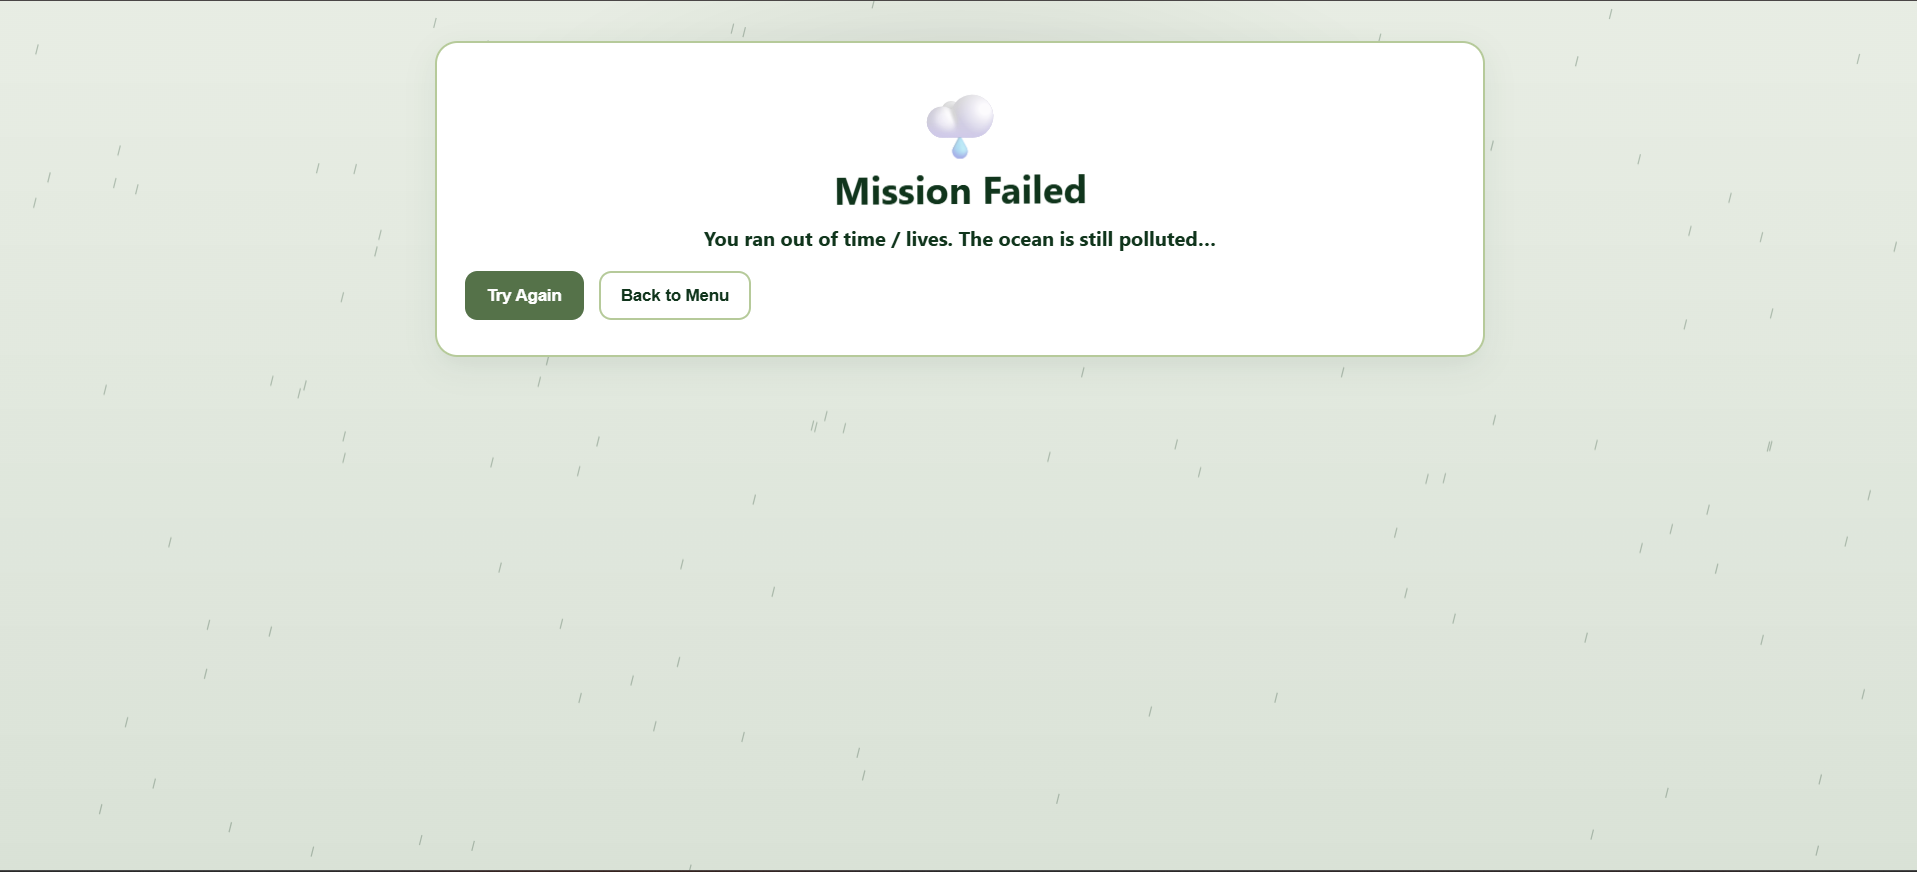 Mission Failed
You ran out of time / lives. The ocean is still polluted...
Try Again
Back to Menu